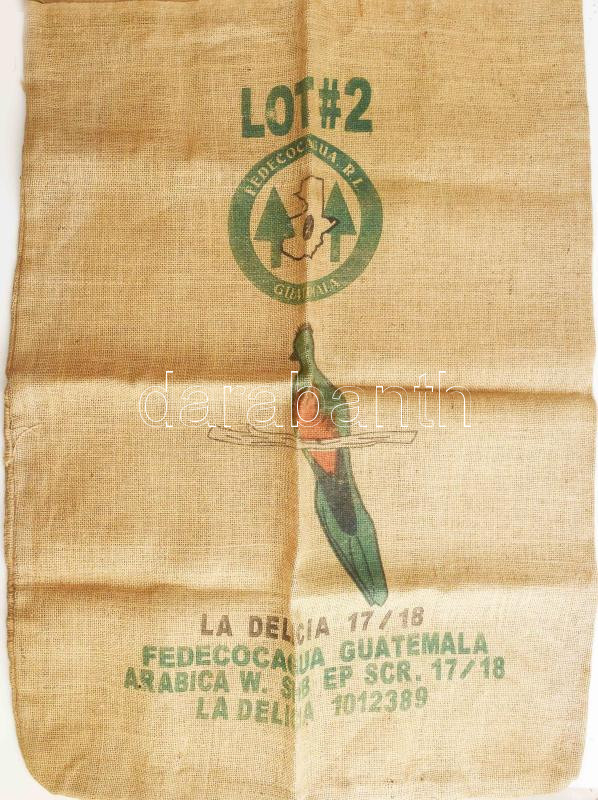 LOT#2
FEDECOCAGUA, R.L.
GUATEMALA
darabanth
LA DELICIA 17/18
FEDECOCAGUA GUATEMALA
ARABICA W. SHB EP SCR. 17/18
LA DELICIA 1012389